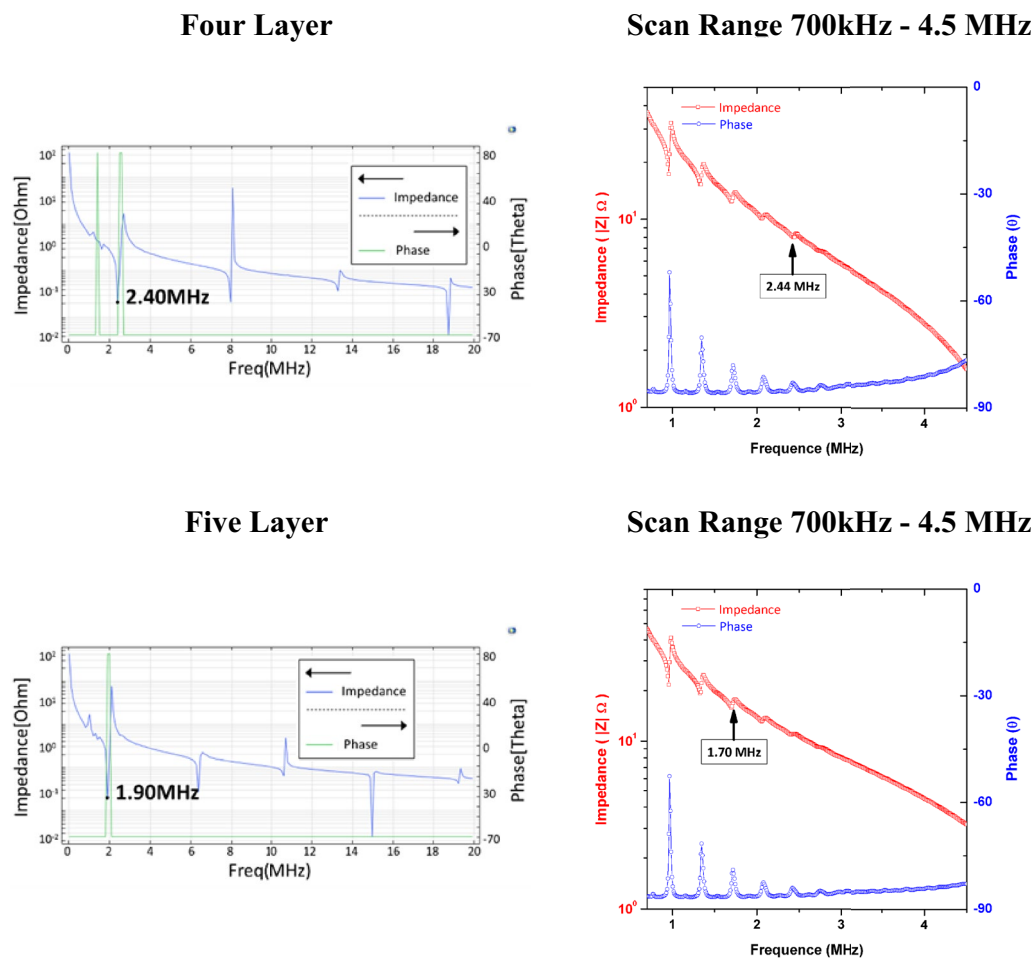 Four Layer
Scan Range 700kHz - 4.5 MHz
Impedance[Ohm]
10² 10¹ 10⁰ 10⁻¹ 10⁻²
Impedance
Phase
2.40MHz
80 40 0 30 -70
Phase[Theta]
0 2 4 6 8 10 12 14 16 18 20
Freq(MHz)
Impedance ( |Z| Ω )
10¹
10⁰
Impedance
Phase
2.44 MHz
0
-30
-60
-90
Phase (θ)
1 2 3 4
Frequence (MHz)
Five Layer
Scan Range 700kHz - 4.5 MHz
Impedance[Ohm]
10² 10¹ 10⁰ 10⁻¹ 10⁻²
Impedance
Phase
1.90MHz
80 40 0 30 -70
Phase[Theta]
0 2 4 6 8 10 12 14 16 18 20
Freq(MHz)
Impedance ( |Z| Ω )
10¹
10⁰
Impedance
Phase
1.70 MHz
0
-30
-60
-90
Phase (θ)
1 2 3 4
Frequence (MHz)